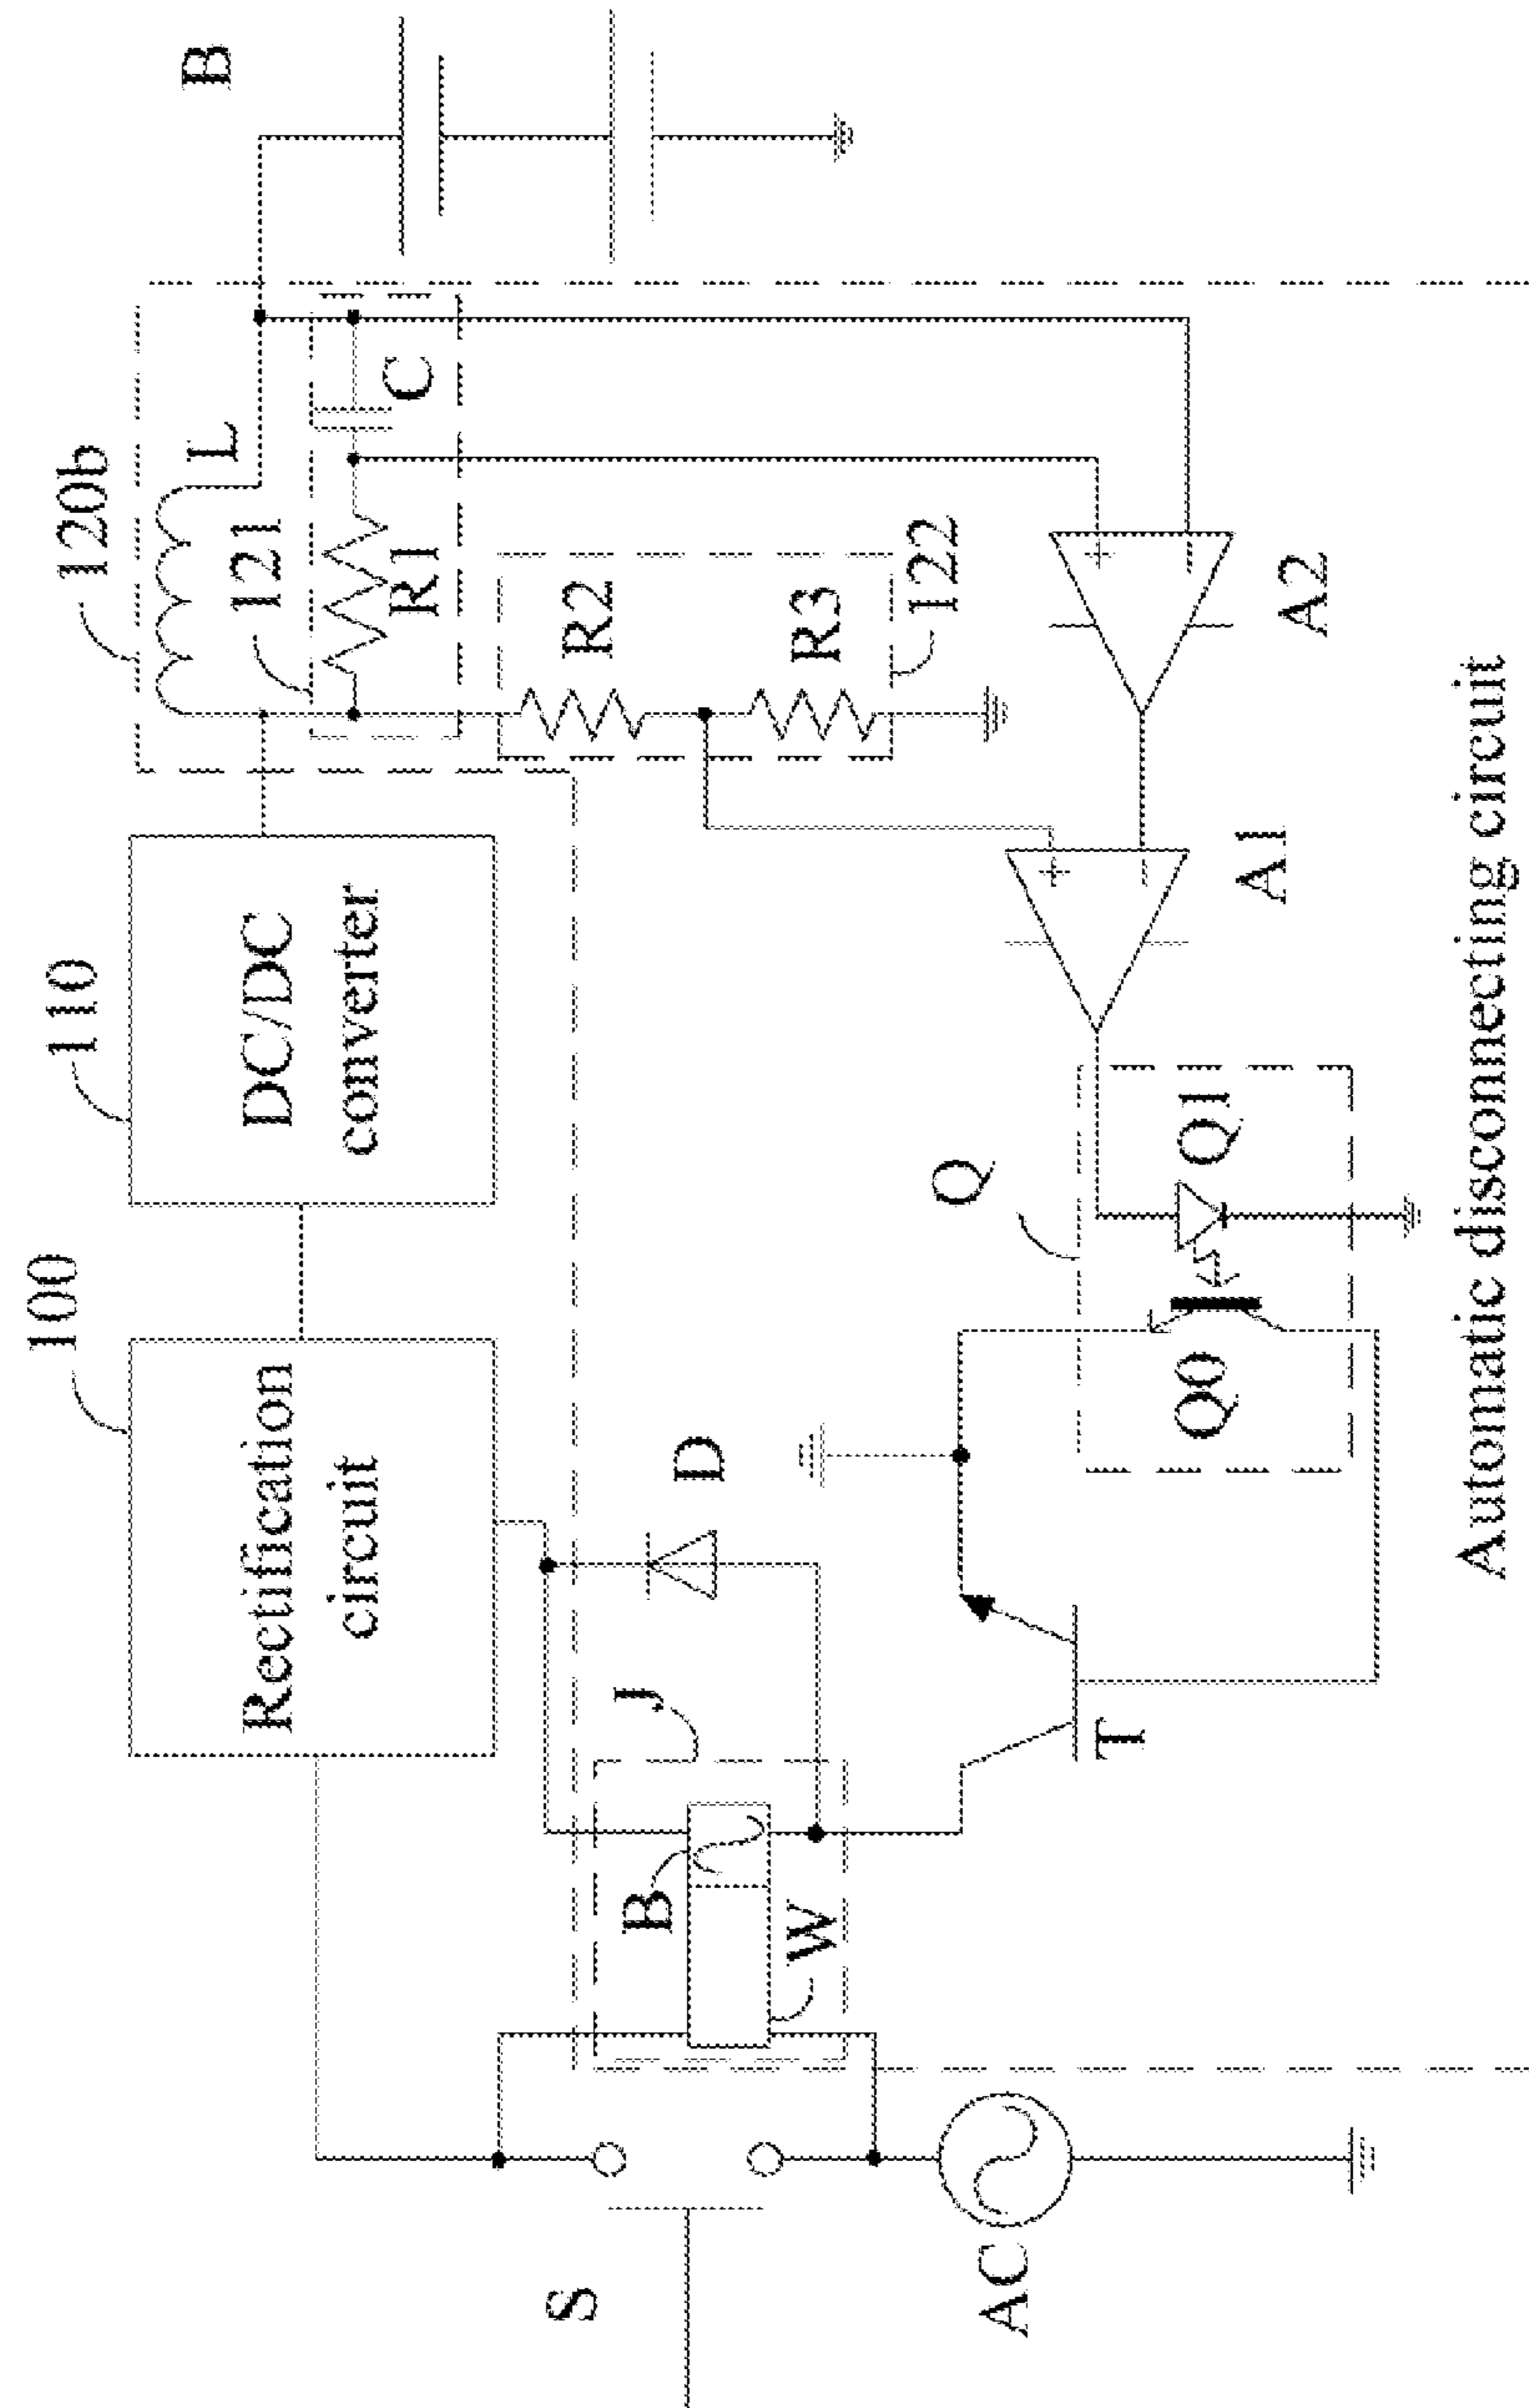 100
110
120b
B
Rectification
circuit
DC/DC
converter
L
121
R1
C
S
J
B
W
D
R2
R3
122
AC
T
Q
Q0
Q1
A1
A2
Automatic disconnecting circuit
+
−
+
−